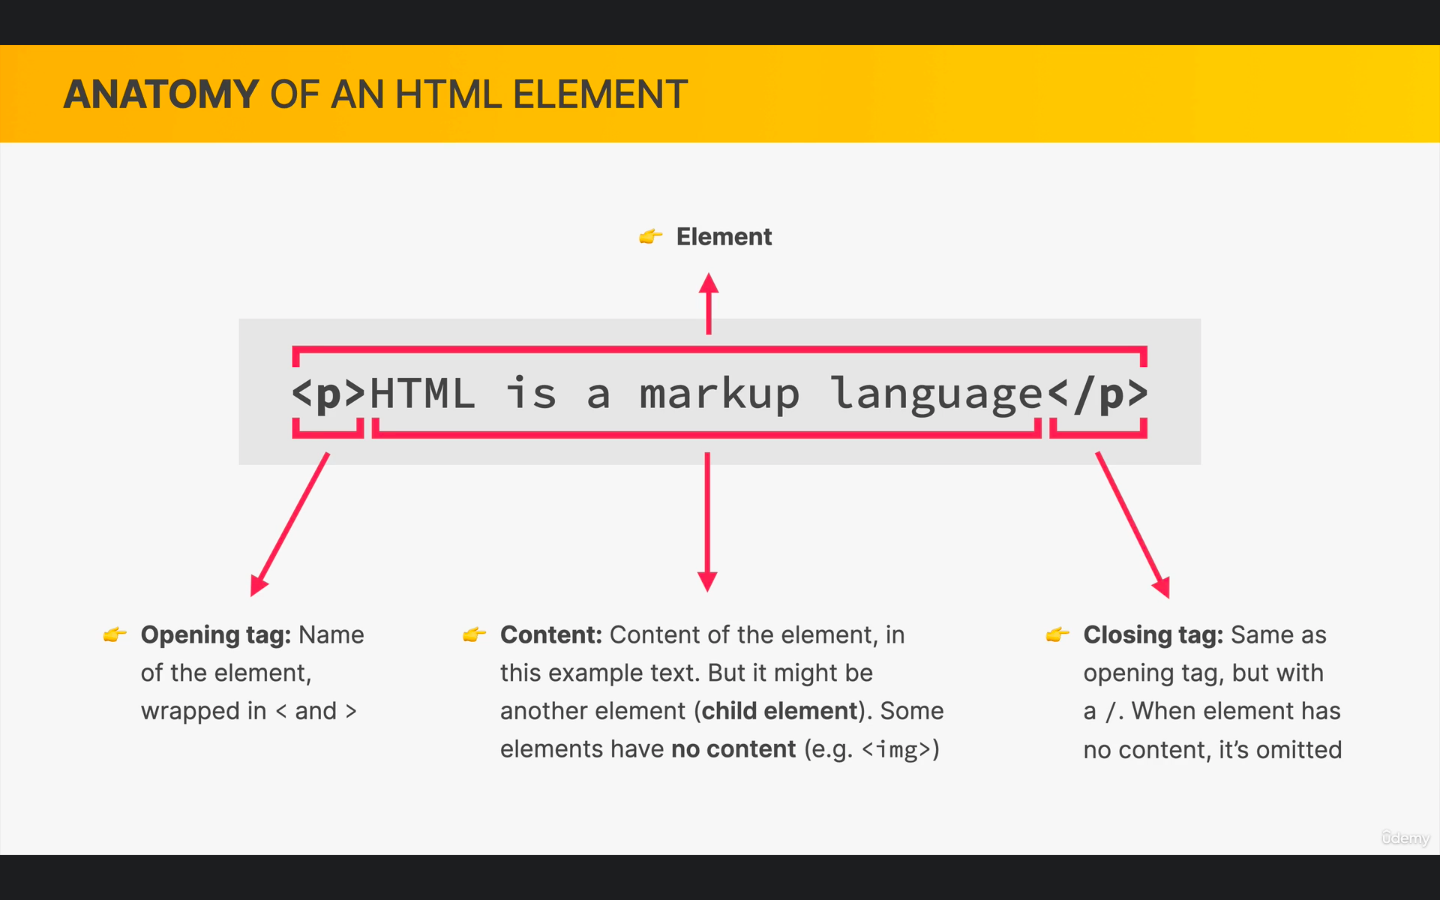 ANATOMY OF AN HTML ELEMENT
👉 Element
<p>HTML is a markup language</p>
👉 Opening tag: Name
of the element,
wrapped in < and >
👉 Content: Content of the element, in
this example text. But it might be
another element (child element). Some
elements have no content (e.g. <img>)
👉 Closing tag: Same as
opening tag, but with
a /. When element has
no content, it’s omitted
ûdemy